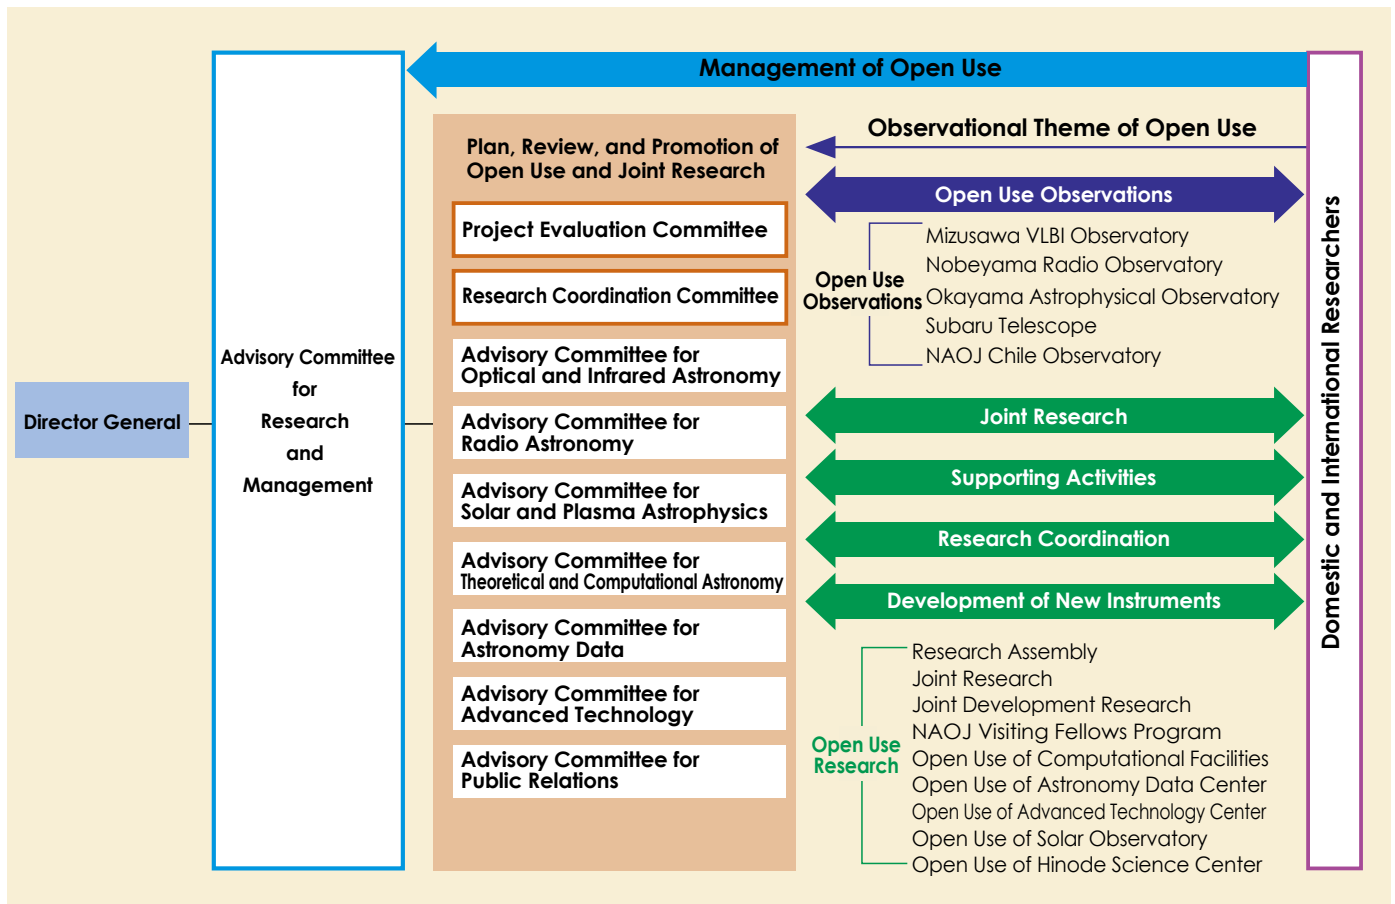 Director General
Advisory Committee
for
Research
and
Management
Management of Open Use
Plan, Review, and Promotion of
Open Use and Joint Research
Project Evaluation Committee
Research Coordination Committee
Advisory Committee for
Optical and Infrared Astronomy
Advisory Committee for
Radio Astronomy
Advisory Committee for
Solar and Plasma Astrophysics
Advisory Committee for
Theoretical and Computational Astronomy
Advisory Committee for
Astronomy Data
Advisory Committee for
Advanced Technology
Advisory Committee for
Public Relations
Observational Theme of Open Use
Open Use Observations
Open Use
Observations
Mizusawa VLBI Observatory
Nobeyama Radio Observatory
Okayama Astrophysical Observatory
Subaru Telescope
NAOJ Chile Observatory
Joint Research
Supporting Activities
Research Coordination
Development of New Instruments
Open Use
Research
Research Assembly
Joint Research
Joint Development Research
NAOJ Visiting Fellows Program
Open Use of Computational Facilities
Open Use of Astronomy Data Center
Open Use of Advanced Technology Center
Open Use of Solar Observatory
Open Use of Hinode Science Center
Domestic and International Researchers